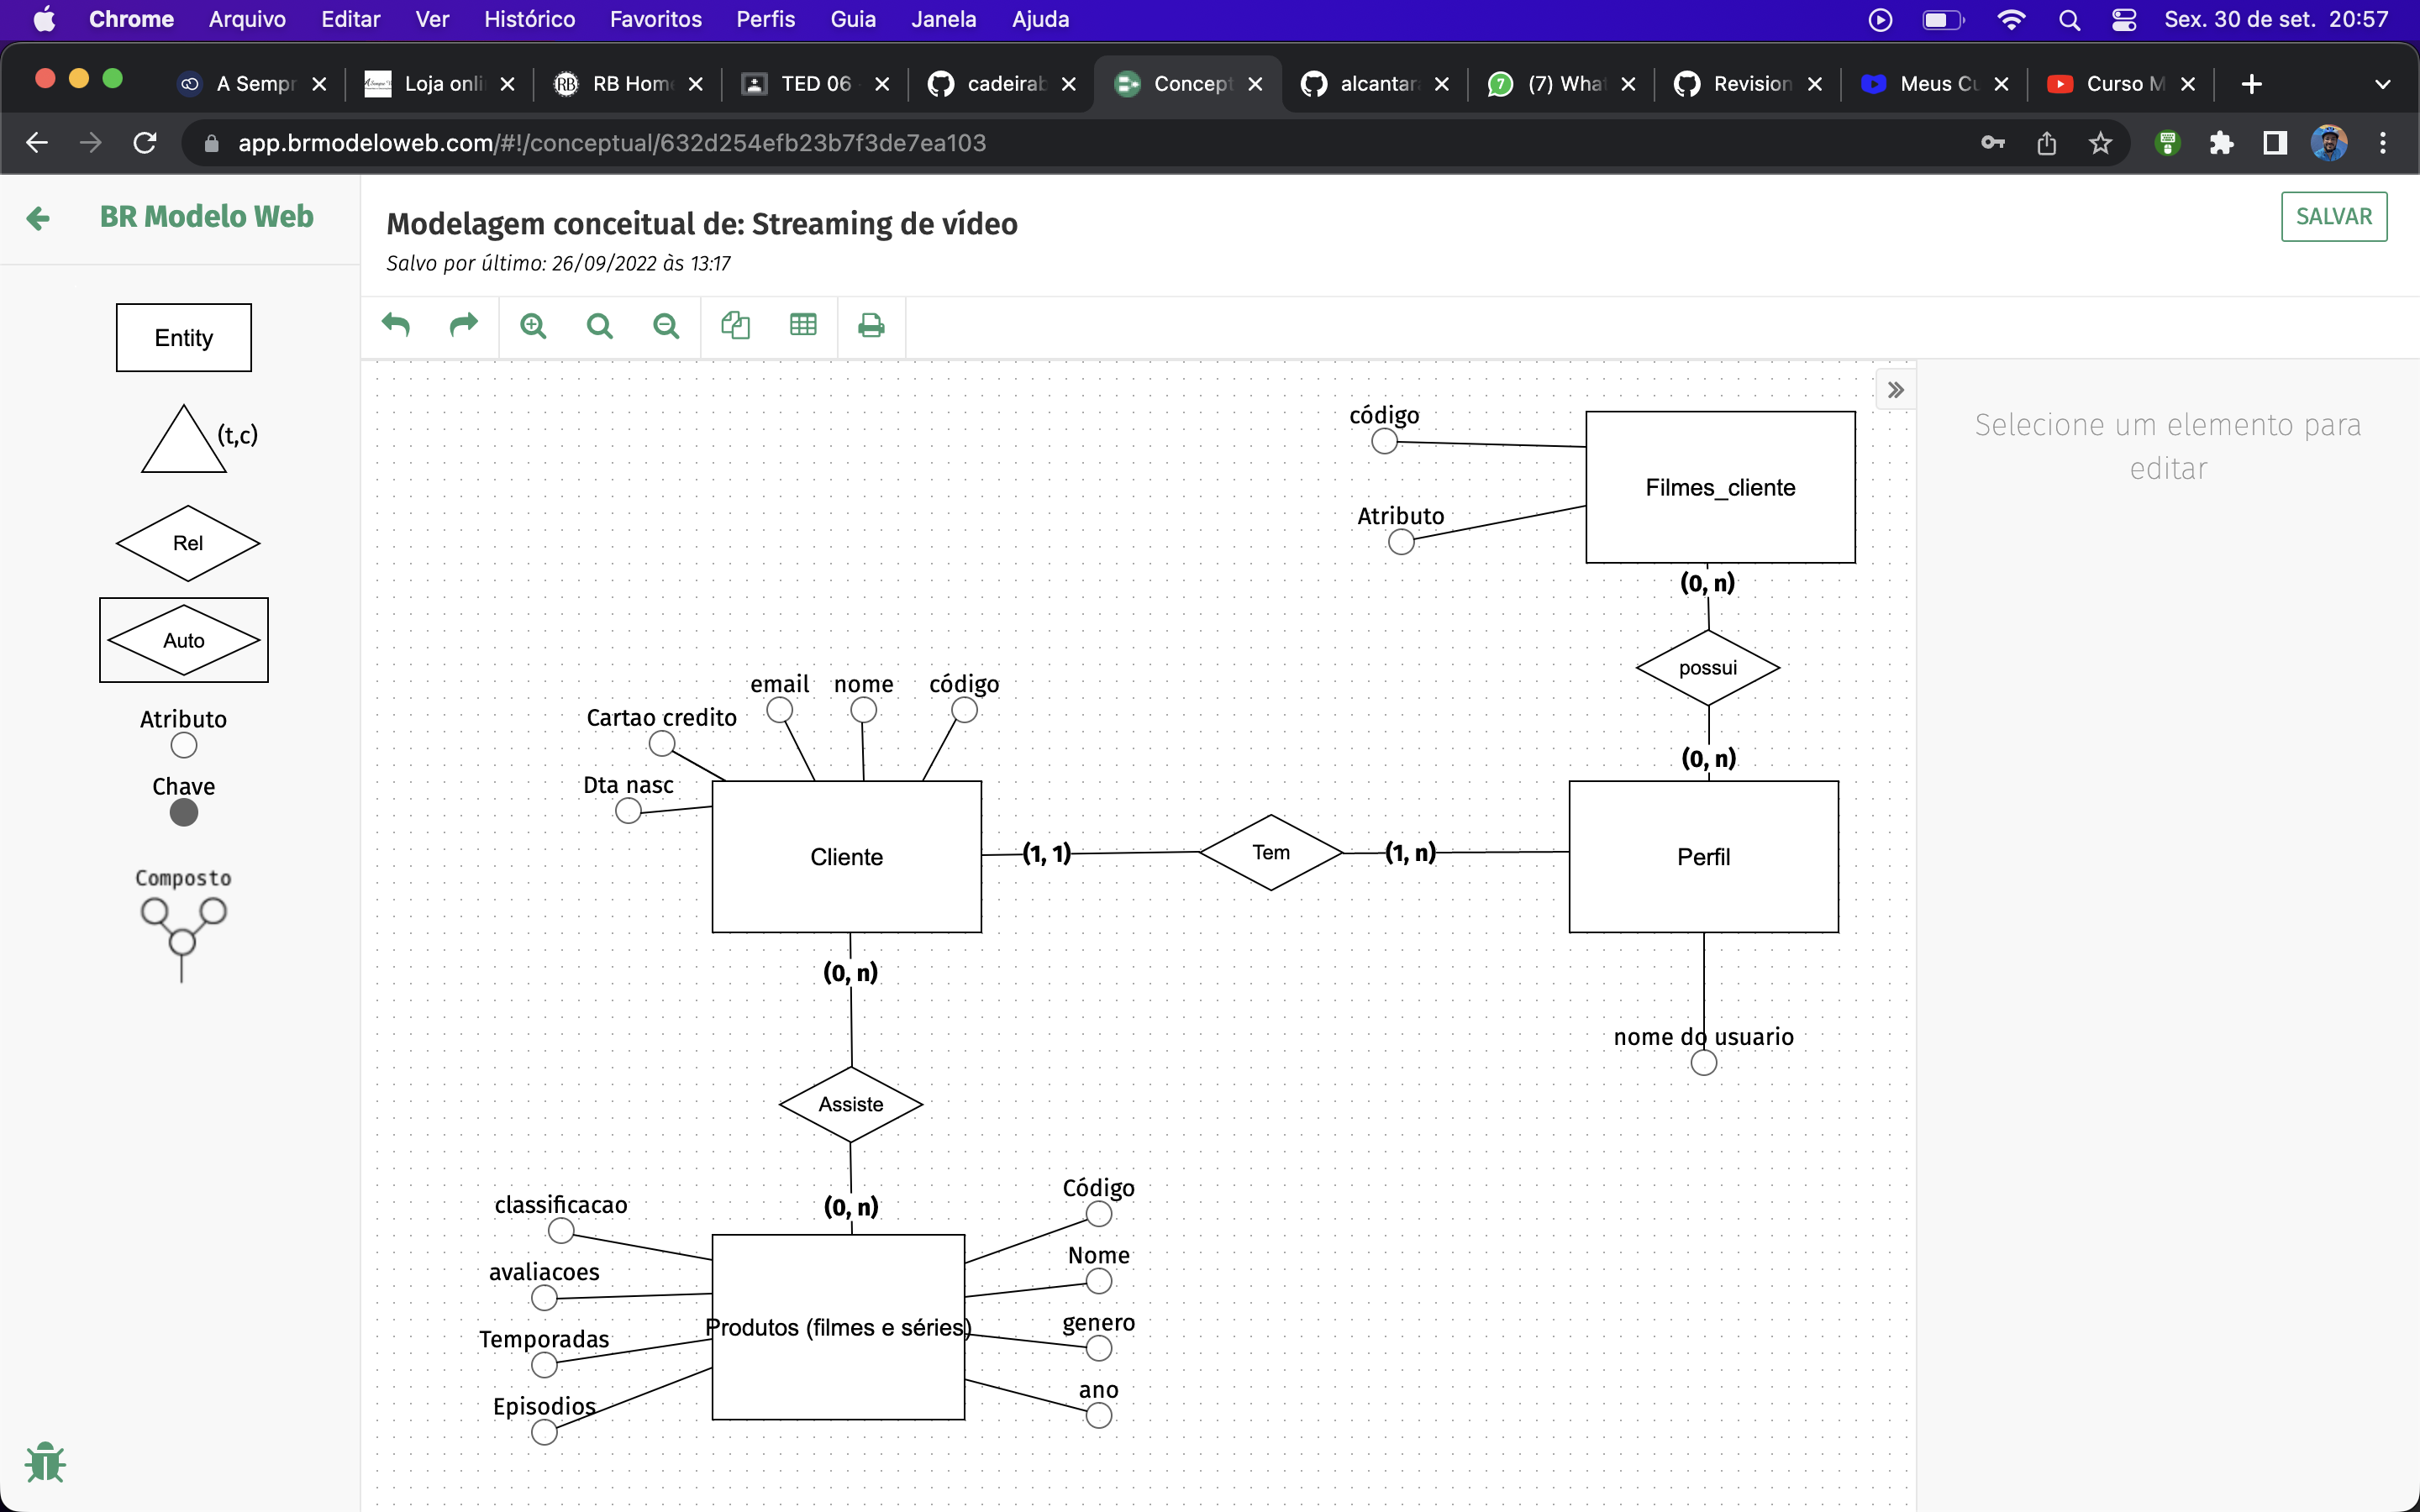 Chrome Arquivo Editar Ver Histórico Favoritos Perfis Guia Janela Ajuda Sex. 30 de set. 20:57
A Sempr Loja onli RB Home TED 06 cadeirab Concept alcantar (7) What Revision Meus Cu Curso M
app.brmodeloweb.com/#!/conceptual/632d254efb23b7f3de7ea103
BR Modelo Web
Modelagem conceitual de: Streaming de vídeo
SALVAR
Salvo por último: 26/09/2022 às 13:17
Entity
(t,c)
Rel
Auto
Atributo
Chave
Composto
Selecione um elemento para
editar
código
Filmes_cliente
Atributo
(0, n)
possui
(0, n)
email nome código
Cartao credito
Dta nasc
Cliente
(1, 1)
Tem
(1, n)
Perfil
(0, n)
nome do usuario
Assiste
(0, n)
classificacao
Código
avaliacoes
Nome
Produtos (filmes e séries)
Temporadas
genero
Episodios
ano